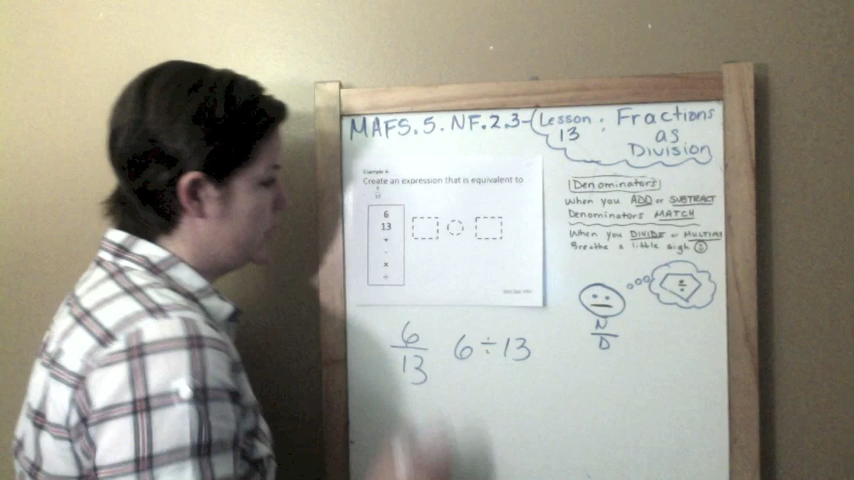 MAFS.5.NF.2.3-
Lesson 13:
Fractions
as
Division
Example A:
Create an expression that is equivalent to
6
13
6
13
+
-
×
÷
Denominators
When you ADD or SUBTRACT
Denominators MATCH
When you DIVIDE or MULTIPLY
Breathe a little sigh
N
D
6
13
6÷13